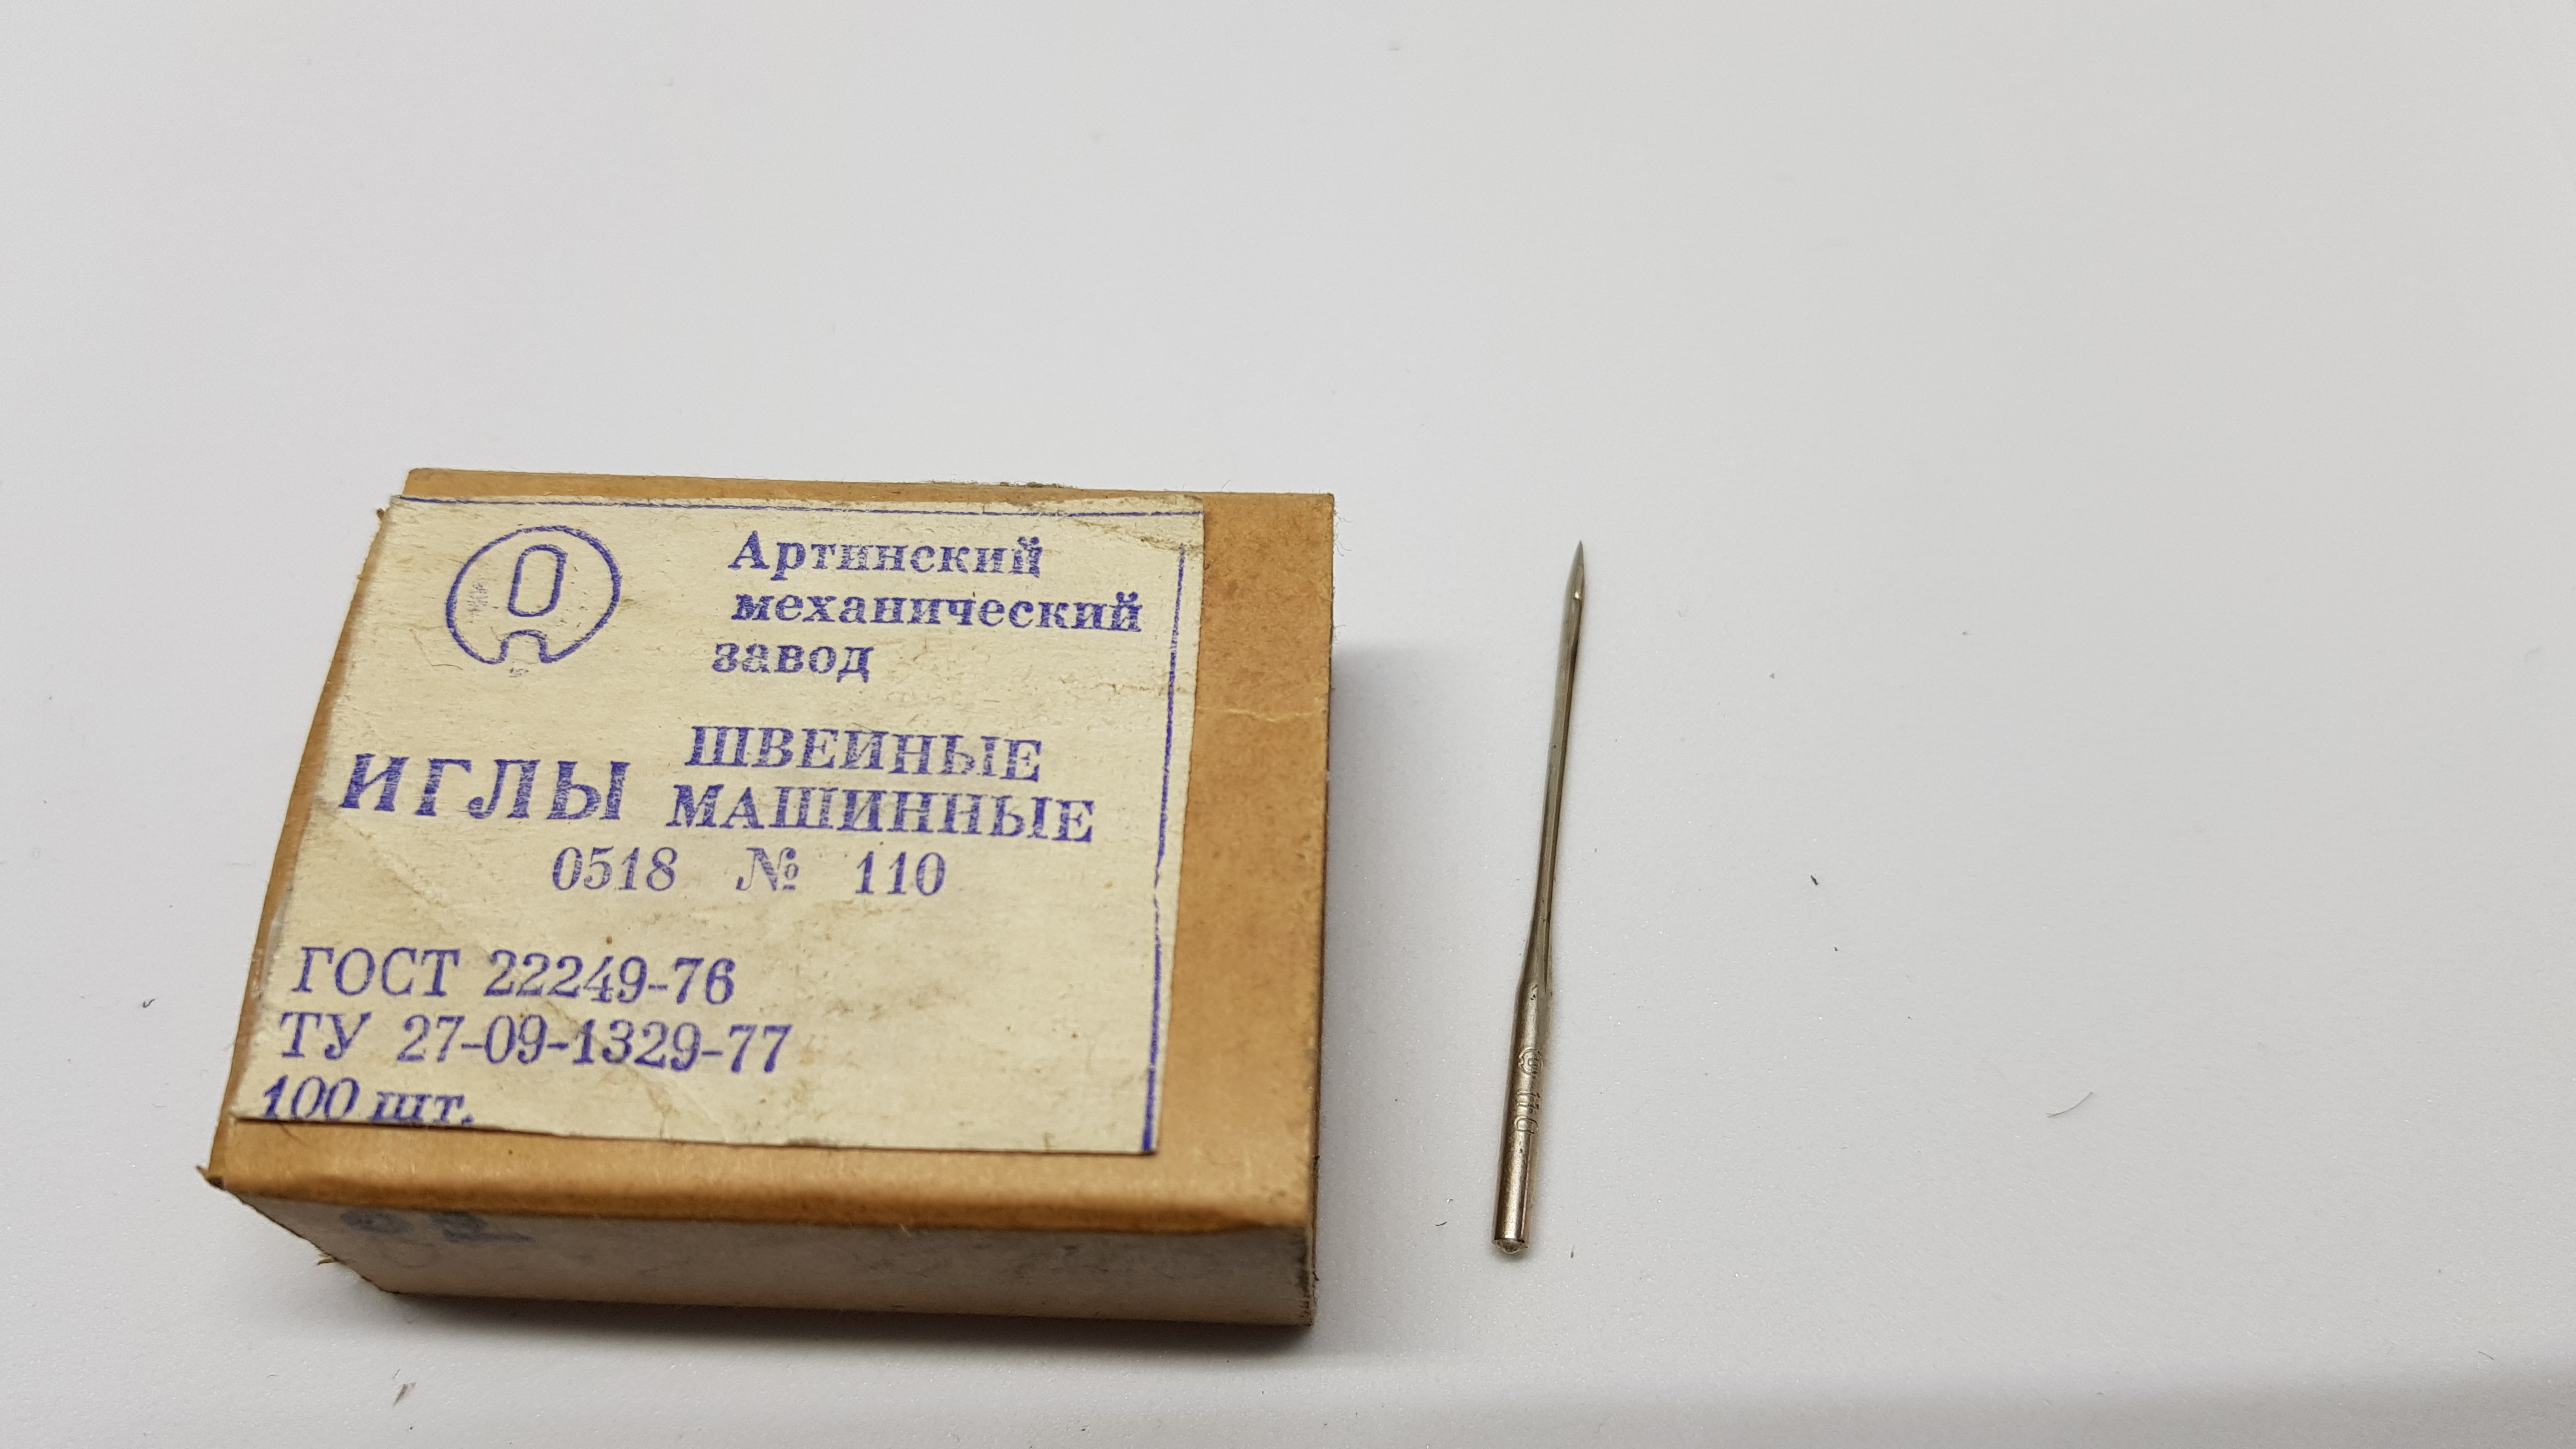 Артинский
механический
завод
ИГЛЫ ШВЕЙНЫЕ
МАШИННЫЕ
0518 № 110
ГОСТ 22249-76
ТУ 27-09-1329-77
100 шт.
110